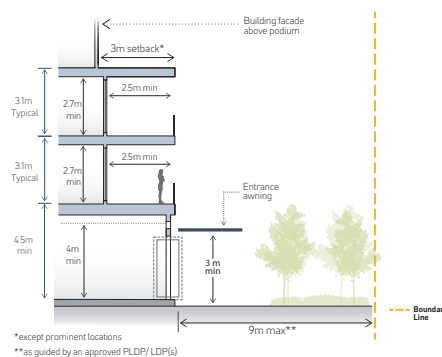 Building facade
above podium
3m setback*
2.5m min
3.1m
Typical
2.7m
min
2.5m min
3.1m
Typical
2.7m
min
Entrance
awning
4.5m
min
4m
min
3 m
min
9m max**
Boundary
Line
*except prominent locations
**as guided by an approved PLDP/ LDP(s)